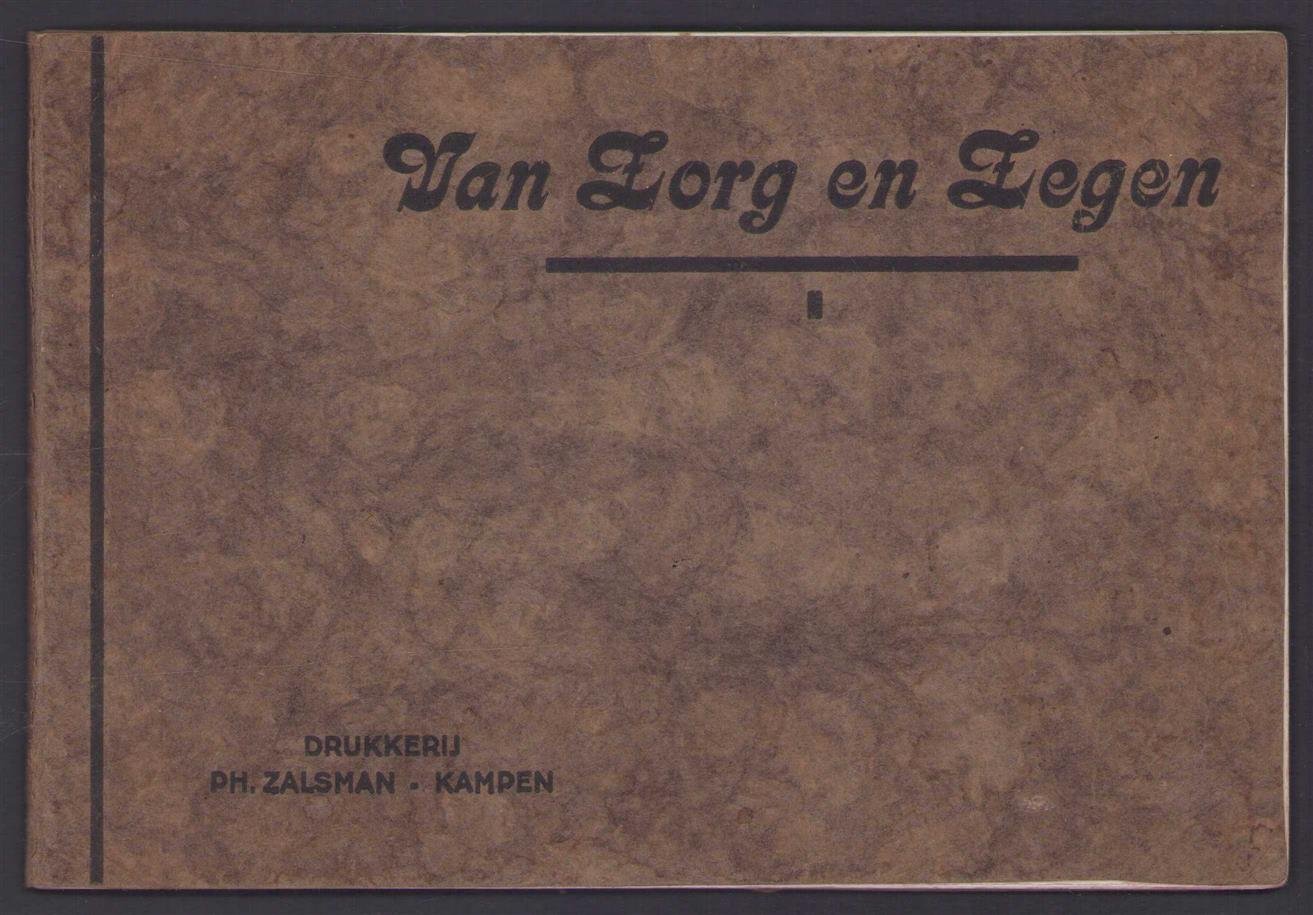 Van Zorg en Zegen
DRUKKERIJ
PH. ZALSMAN - KAMPEN